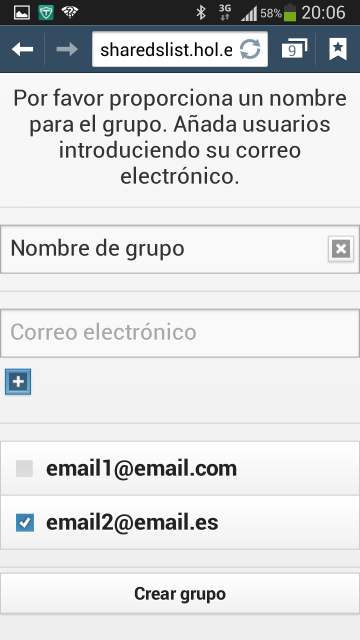 3G 58% 20:06
sharedslist.hol.e 9
Por favor proporciona un nombre
para el grupo. Añada usuarios
introduciendo su correo
electrónico.
Nombre de grupo
Correo electrónico
email1@email.com
email2@email.es
Crear grupo